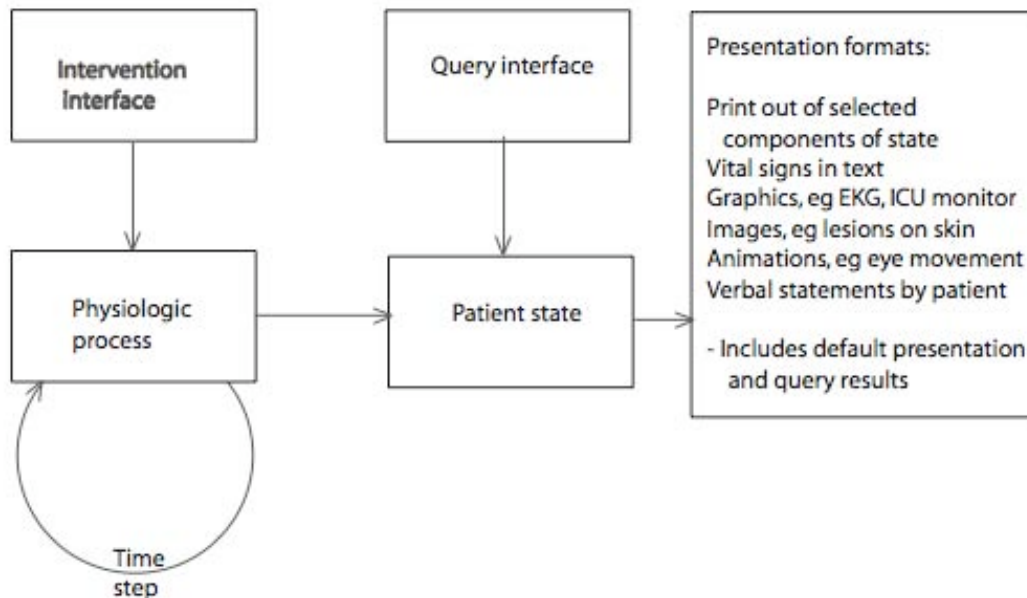 Intervention
interface
Query interface
Presentation formats:
Print out of selected
components of state
Vital signs in text
Graphics, eg EKG, ICU monitor
Images, eg lesions on skin
Animations, eg eye movement
Verbal statements by patient
- Includes default presentation
and query results
Physiologic
process
Patient state
Time
step